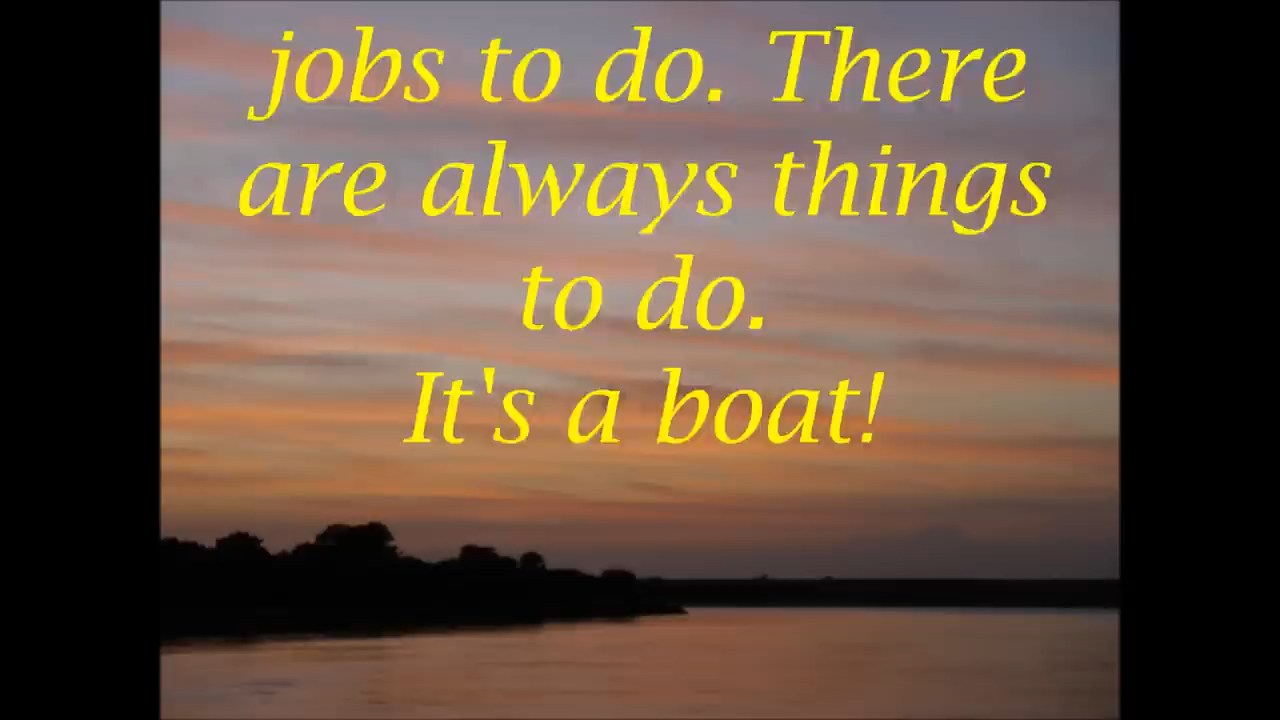 jobs to do. There
are always things
to do.
It's a boat!